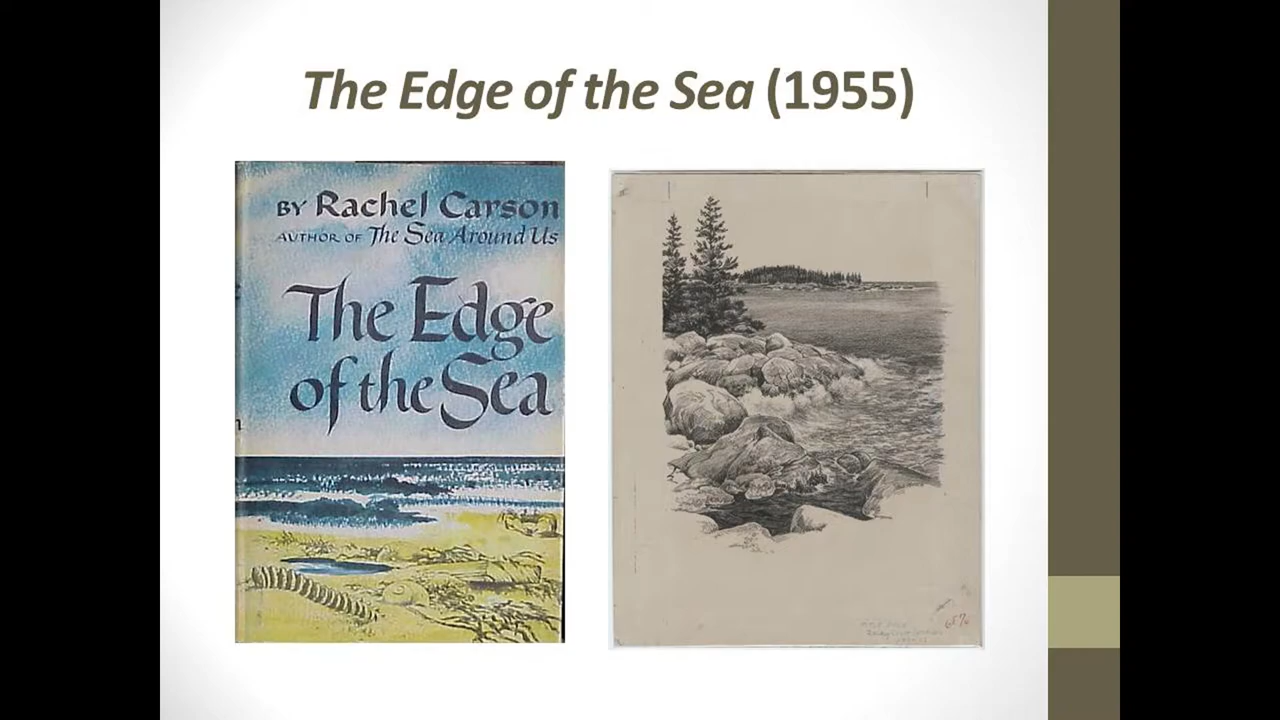 The Edge of the Sea (1955)
BY Rachel Carson
AUTHOR OF The Sea Around Us
The Edge
of the Sea